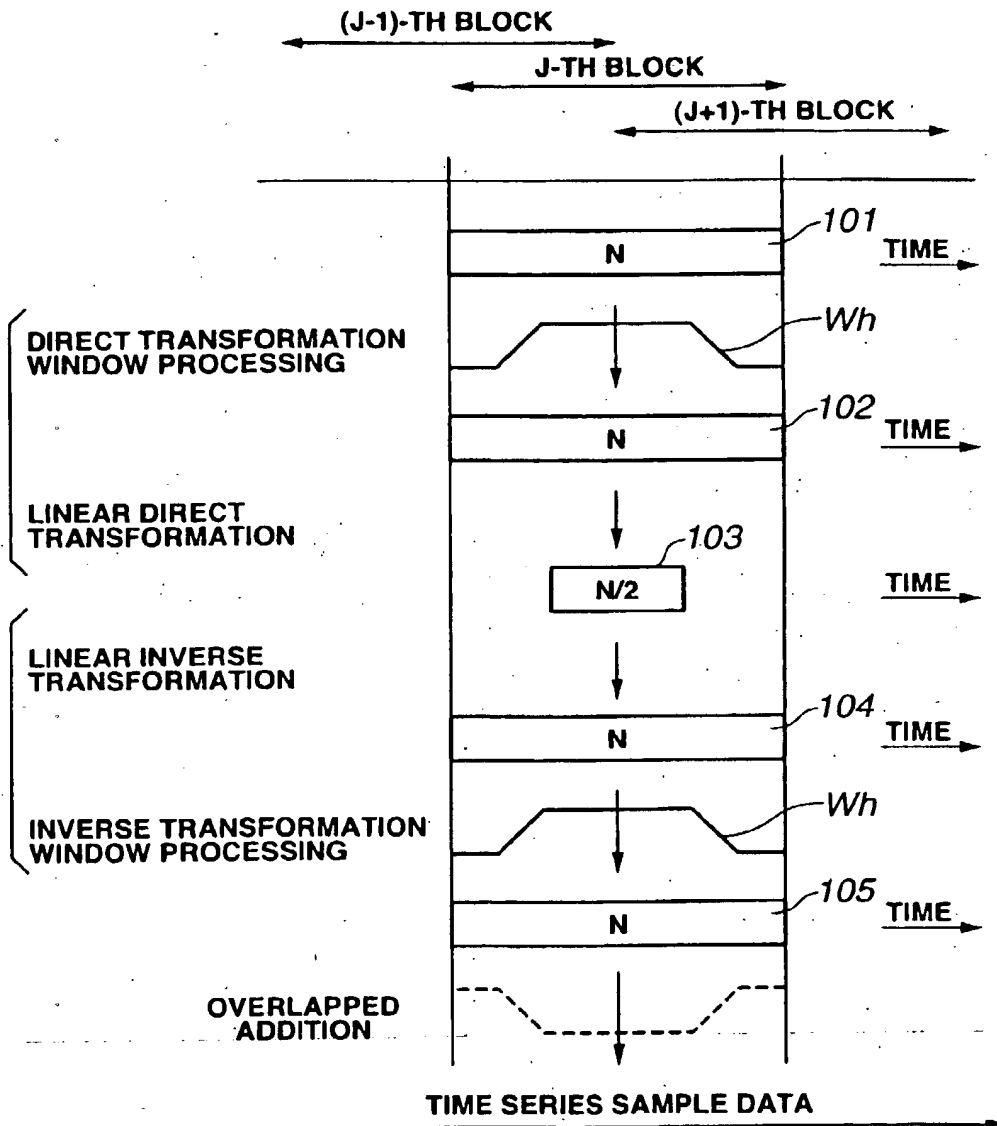 (J-1)-TH BLOCK
J-TH BLOCK
(J+1)-TH BLOCK
101
N
TIME
DIRECT TRANSFORMATION
WINDOW PROCESSING
Wh
102
N
TIME
LINEAR DIRECT
TRANSFORMATION
103
N/2
TIME
LINEAR INVERSE
TRANSFORMATION
104
N
TIME
INVERSE TRANSFORMATION
WINDOW PROCESSING
Wh
105
N
TIME
OVERLAPPED
ADDITION
TIME SERIES SAMPLE DATA